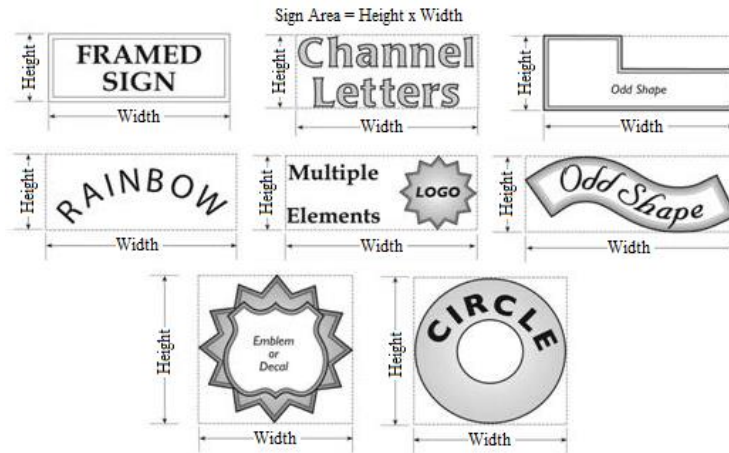 Sign Area = Height x Width
Height
FRAMED
SIGN
Width
Height
Channel
Letters
Width
Height
Odd Shape
Width
Height
RAINBOW
Width
Height
Multiple
Elements
LOGO
Width
Height
Odd Shape
Width
Height
Emblem
or
Decal
Width
Height
CIRCLE
Width